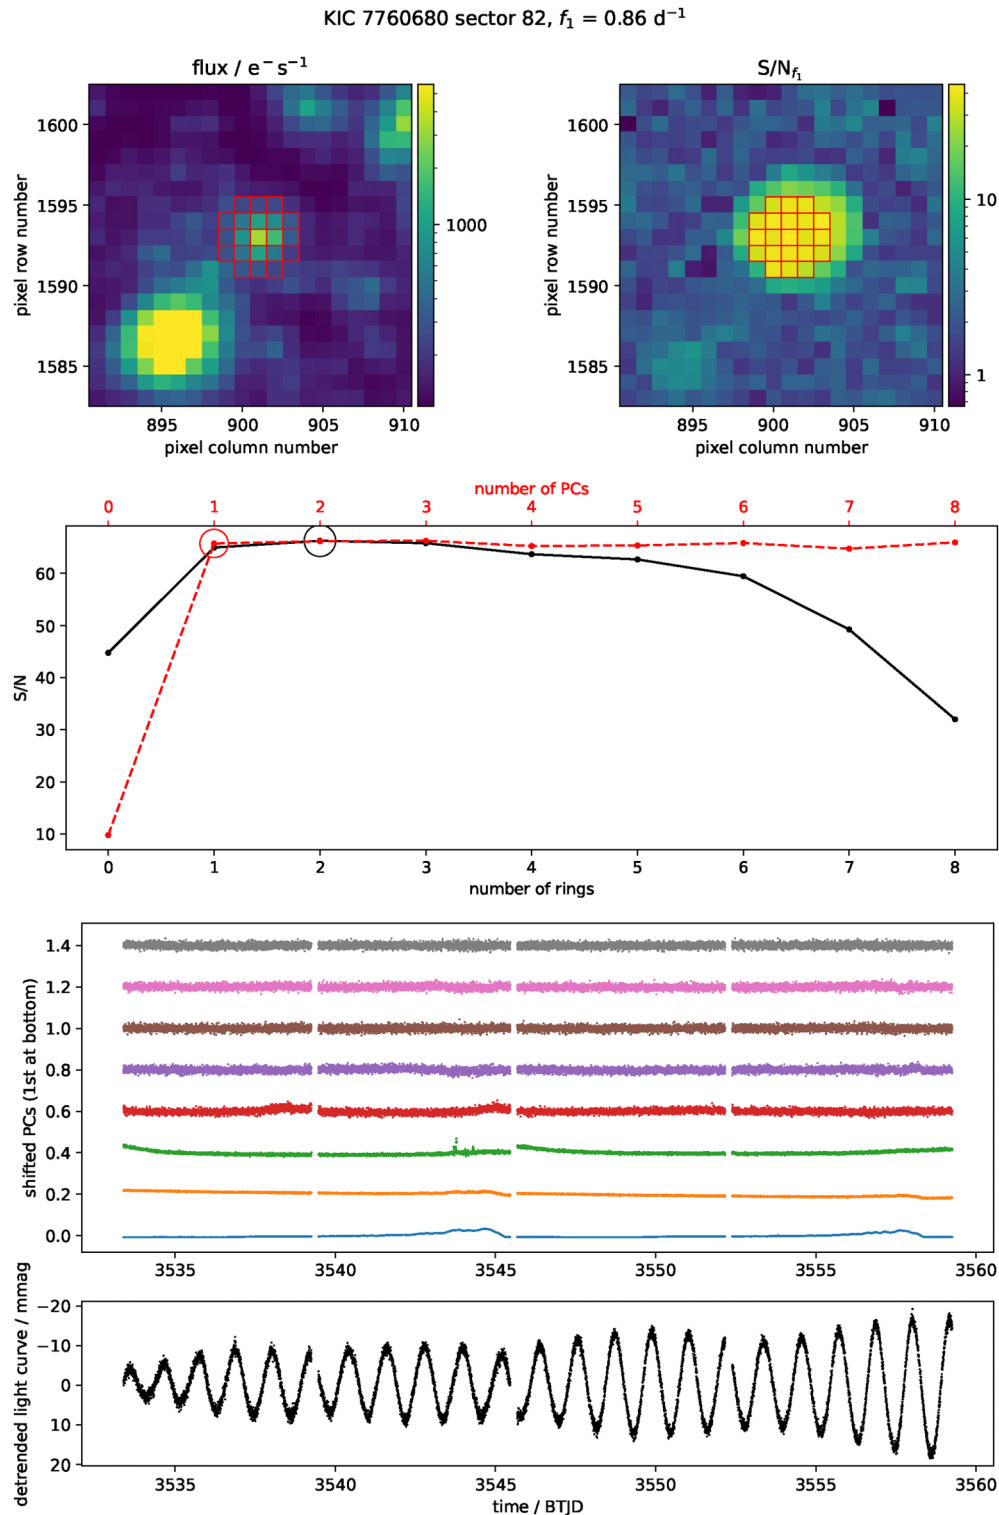 KIC 7760680 sector 82, f₁ = 0.86 d⁻¹
flux / e⁻ s⁻¹
S/N_f₁
pixel row number
1600
1595
1590
1585
895 900 905 910
pixel column number
1000
pixel row number
1600
1595
1590
1585
895 900 905 910
pixel column number
10
1
number of PCs
0 1 2 3 4 5 6 7 8
S/N
60
50
40
30
20
10
0 1 2 3 4 5 6 7 8
number of rings
shifted PCs (1st at bottom)
1.4
1.2
1.0
0.8
0.6
0.4
0.2
0.0
3535 3540 3545 3550 3555 3560
detrended light curve / mmag
−20
−10
0
10
20
3535 3540 3545 3550 3555 3560
time / BTJD